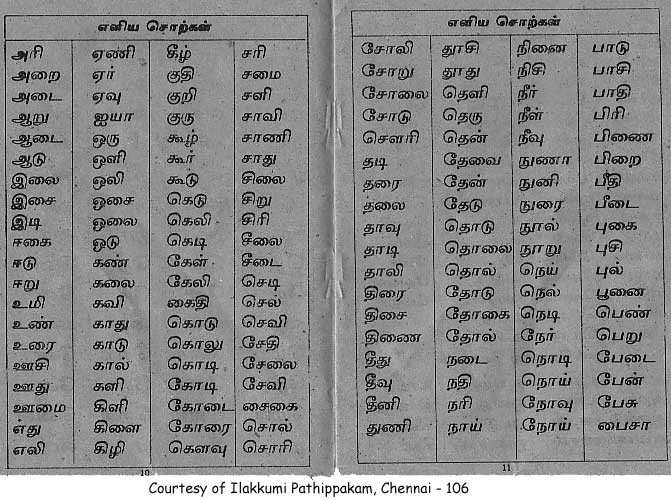 எளிய சொற்கள்
அரி ஏணி கீழ் சரி
அறை ஏர் குதி சமை
அடை ஏவு குறி சளி
ஆறு ஐயா குரு சாவி
ஆடை ஒரு கூழ் சாணி
ஆடு ஒளி கூர் சாது
இலை ஒலி கூடு சிலை
இசை ஓசை கெடு சிறு
இடி ஓலை கெலி சிரி
ஈகை ஓடு கெடி சீலை
ஈடு கண் கேள் சீடை
ஈறு கலை கேலி செடி
உமி கவி கைதி செல்
உண் காது கொடு செவி
உரை காடு கொலு சேதி
ஊசி கால் கொடி சேலை
ஊது களி கோடி சேவி
ஊமை கிளி கோடை சைகை
எது கிளை கோரை சொல்
எலி கிழி கௌவு சொரி
10
எளிய சொற்கள்
சோலி தூசி நினை பாடு
சோறு தூது நிசி பாசி
சோலை தெளி நீர் பாதி
சோடு தெரு நீள் பிரி
சௌரி தென் நீவு பிணை
தடி தேவை நுணா பிறை
தரை தேன் நுனி பீதி
தலை தேடு நுரை பீடை
தாவு தொடு நூல் புகை
தாடி தொலை நூறு புசி
தாலி தொல் நெய் புல்
திரை தோடு நெல் பூனை
திசை தோகை நெடி பெண்
திணை தோல் நேர் பெறு
தீது நடை நொடி பேடை
தீவு நதி நொய் பேன்
தீனி நரி நோவு பேசு
துணி நாய் நோய் பைசா
11
Courtesy of Ilakkumi Pathippakam, Chennai - 106